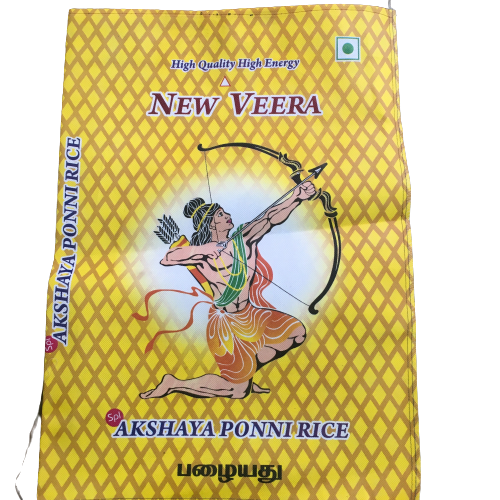 High Quality High Energy
NEW VEERA
Spl AKSHAYA PONNI RICE
Spl AKSHAYA PONNI RICE
பழையது